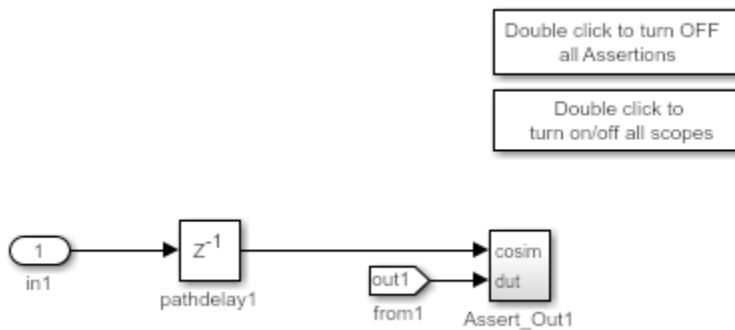 Double click to turn OFF
all Assertions
Double click to
turn on/off all scopes
1
in1
Z-1
pathdelay1
out1
from1
cosim
dut
Assert_Out1